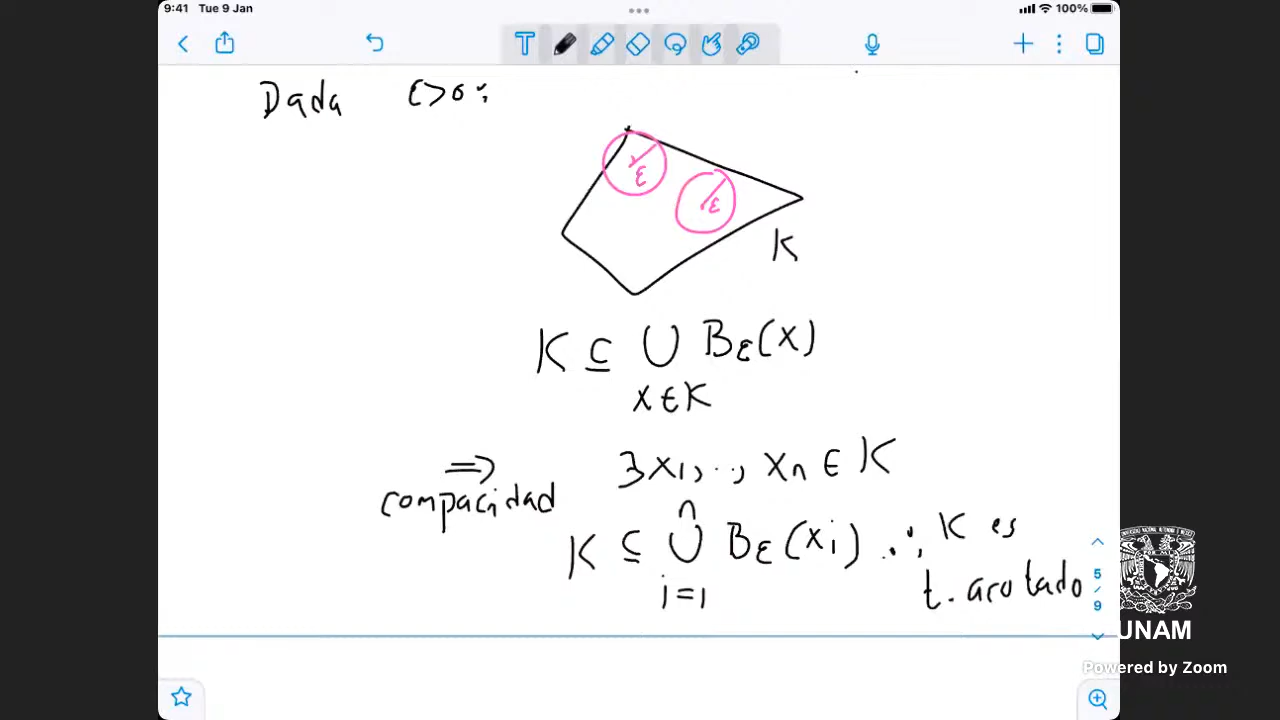 9:41 Tue 9 Jan 100%
Dada ε>0:
ε
ε
K
K ⊆ ⋃ Bε(x)
x∈K
⟹ ∃x1,..., xn ∈ K
compacidad
n
K ⊆ ⋃ Bε(xi) ∴ K es
i=1
t. acotado
5
/
9
UNAM
Powered by Zoom